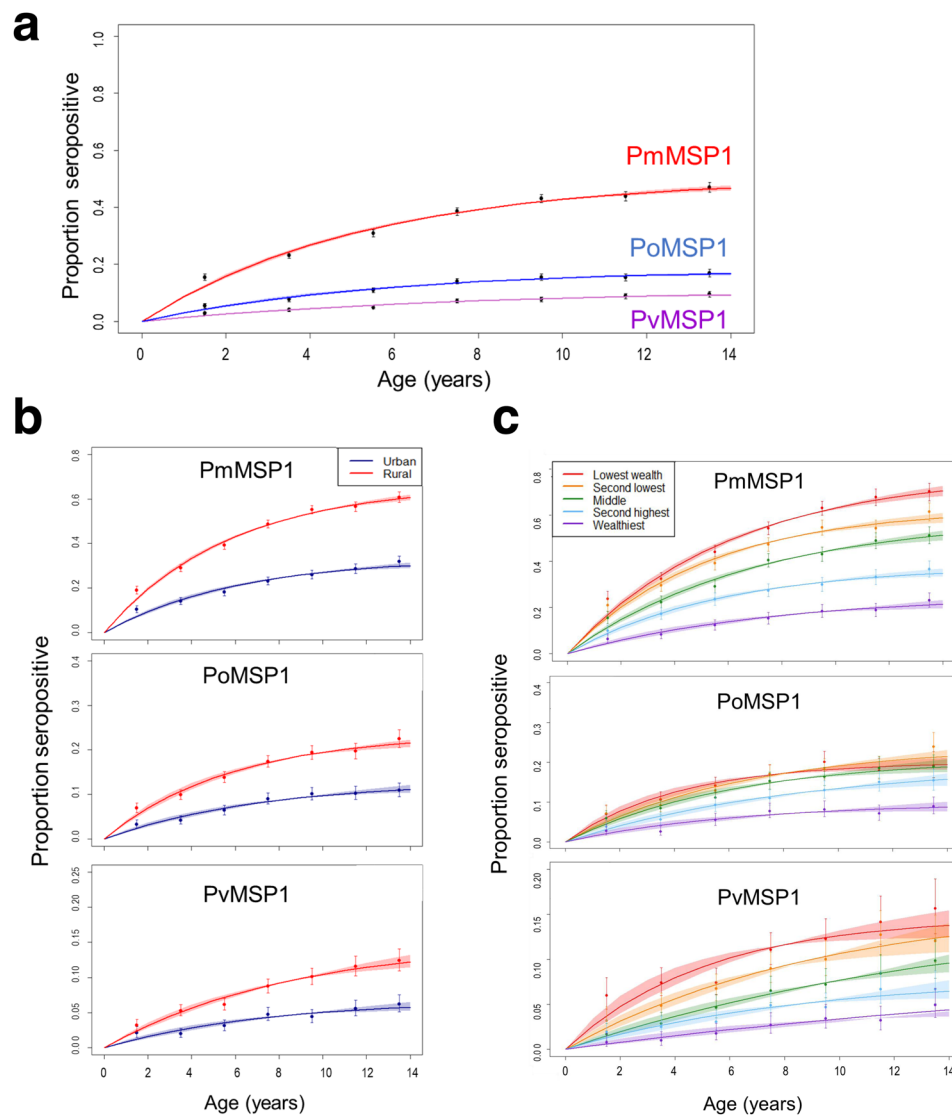 a
Proportion seropositive
1.0
0.8
0.6
0.4
0.2
0.0
PmMSP1
PoMSP1
PvMSP1
0 2 4 6 8 10 12 14
Age (years)
b
Proportion seropositive
PmMSP1
Urban
Rural
0.8
0.6
0.4
0.2
0.0
PoMSP1
0.4
0.3
0.2
0.1
0.0
PvMSP1
0.25
0.20
0.15
0.10
0.05
0.00
0 2 4 6 8 10 12 14
Age (years)
c
Proportion seropositive
Lowest wealth
Second lowest
Middle
Second highest
Wealthiest
PmMSP1
0.8
0.6
0.4
0.2
0.0
PoMSP1
0.4
0.3
0.2
0.1
0.0
PvMSP1
0.20
0.15
0.10
0.05
0.00
0 2 4 6 8 10 12 14
Age (years)